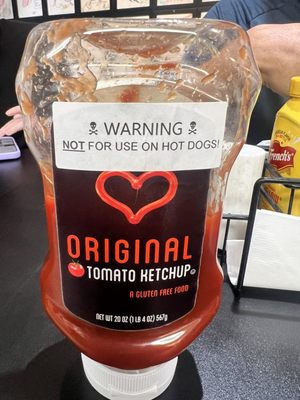 ☠ WARNING ☠
NOT FOR USE ON HOT DOGS!
ORIGINAL
TOMATO KETCHUP
A GLUTEN FREE FOOD
NET WT 20 OZ (1 LB 4 OZ) 567g
French's